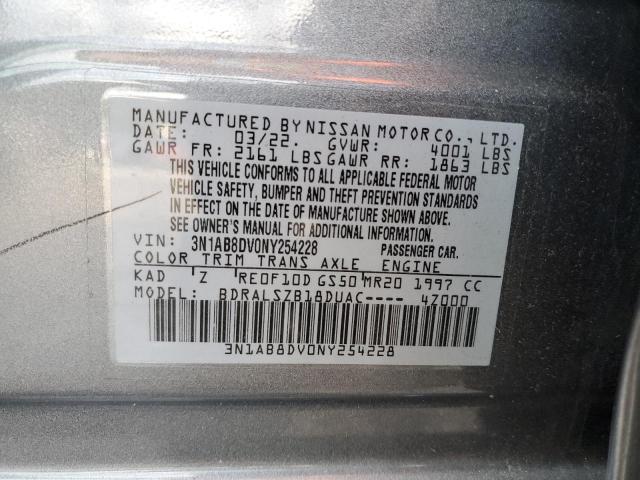 MANUFACTURED BY NISSAN MOTOR CO., LTD.
DATE: 03/22. GVWR: 4001 LBS
GAWR FR: 2161 LBS GAWR RR: 1863 LBS
THIS VEHICLE CONFORMS TO ALL APPLICABLE FEDERAL MOTOR
VEHICLE SAFETY, BUMPER AND THEFT PREVENTION STANDARDS
IN EFFECT ON THE DATE OF MANUFACTURE SHOWN ABOVE.
SEE OWNER'S MANUAL FOR ADDITIONAL INFORMATION.
VIN: 3N1AB8DV0NY254228 PASSENGER CAR.
COLOR TRIM TRANS AXLE ENGINE
KAD Z RE0F10D GS50 MR20 1997 CC
BDRALSZB18DUAC---- 47000
3N1AB8DV0NY254228